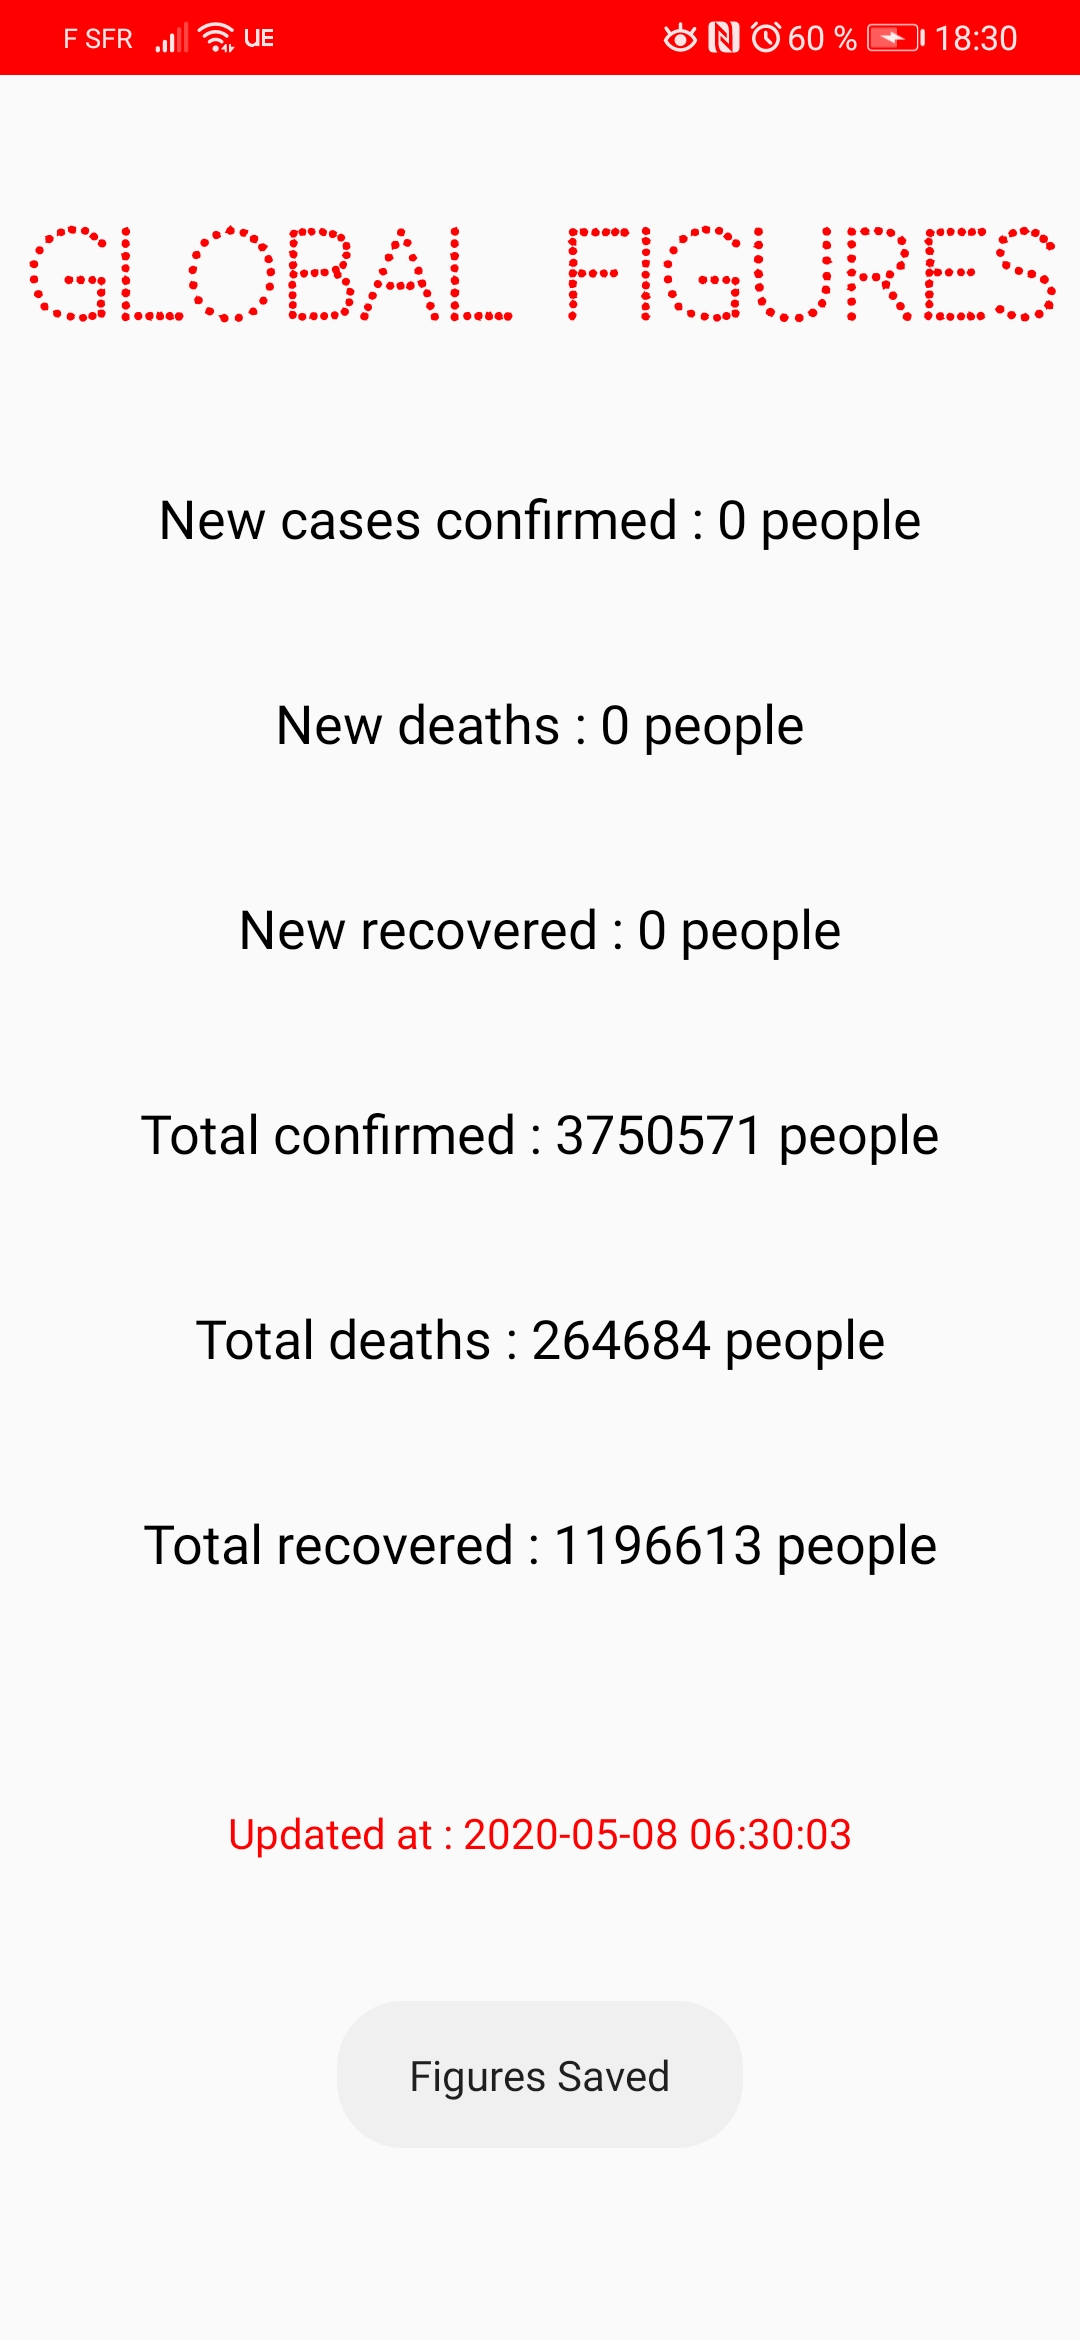 F SFR UE 60 % 18:30
GLOBAL FIGURES
New cases confirmed : 0 people
New deaths : 0 people
New recovered : 0 people
Total confirmed : 3750571 people
Total deaths : 264684 people
Total recovered : 1196613 people
Updated at : 2020-05-08 06:30:03
Figures Saved